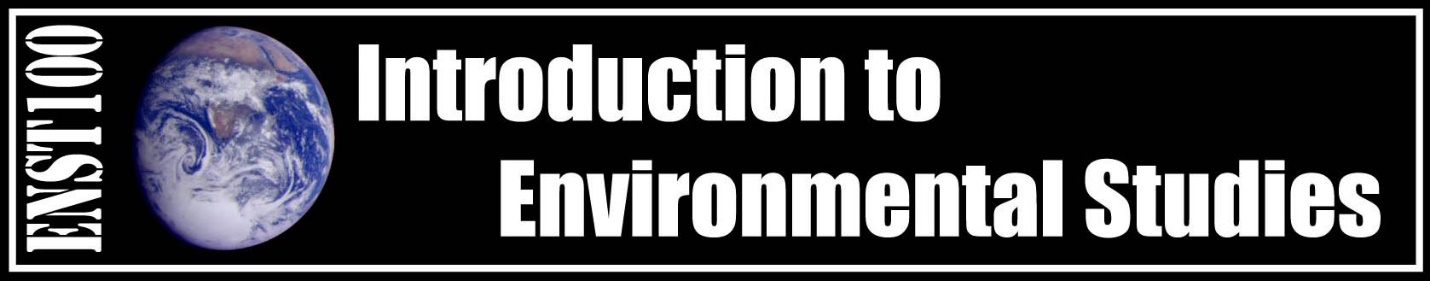 ENST100
Introduction to
Environmental Studies